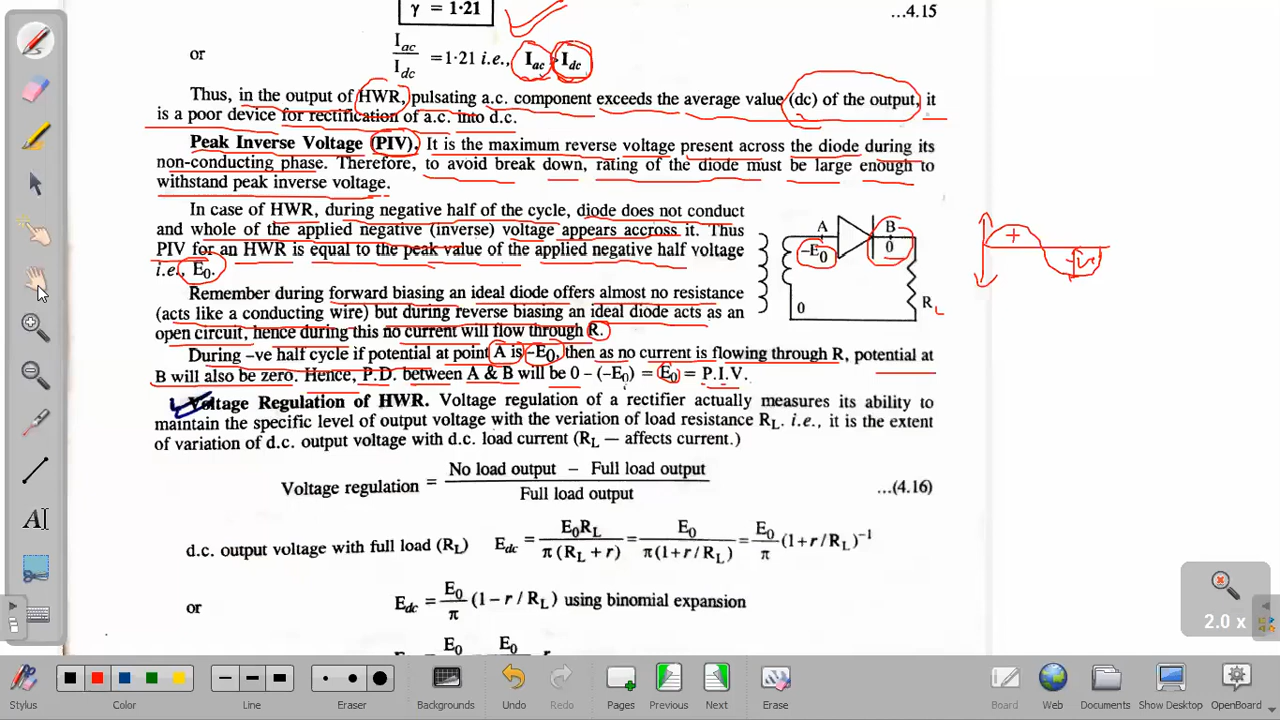 γ = 1·21
...4.15
or
I_ac / I_dc = 1·21 i.e., I_ac > I_dc
Thus, in the output of HWR, pulsating a.c. component exceeds the average value (dc) of the output, it
is a poor device for rectification of a.c. into d.c.
Peak Inverse Voltage (PIV). It is the maximum reverse voltage present across the diode during its
non-conducting phase. Therefore, to avoid break down, rating of the diode must be large enough to
withstand peak inverse voltage.
In case of HWR, during negative half of the cycle, diode does not conduct
and whole of the applied negative (inverse) voltage appears accross it. Thus
PIV for an HWR is equal to the peak value of the applied negative half voltage
i.e., E₀.
A
B
-E₀
0
0
R_L
+
Remember during forward biasing an ideal diode offers almost no resistance
(acts like a conducting wire) but during reverse biasing an ideal diode acts as an
open circuit, hence during this no current will flow through R.
During -ve half cycle if potential at point A is -E₀, then as no current is flowing through R, potential at
B will also be zero. Hence, P.D. between A & B will be 0 - (-E₀) = E₀ = P.I.V.
Voltage Regulation of HWR. Voltage regulation of a rectifier actually measures its ability to
maintain the specific level of output voltage with the veriation of load resistance R_L. i.e., it is the extent
of variation of d.c. output voltage with d.c. load current (R_L — affects current.)
Voltage regulation = (No load output - Full load output) / Full load output ...(4.16)
d.c. output voltage with full load (R_L) E_dc = E₀R_L / π(R_L + r) = E₀ / π(1+r/R_L) = E₀/π (1+r/R_L)⁻¹
or E_dc = E₀/π (1 - r/R_L) using binomial expansion
2.0 x
Stylus
Color
Line
Eraser
Backgrounds
Undo
Redo
Pages
Previous
Next
Erase
Board
Web
Documents
Show Desktop
OpenBoard